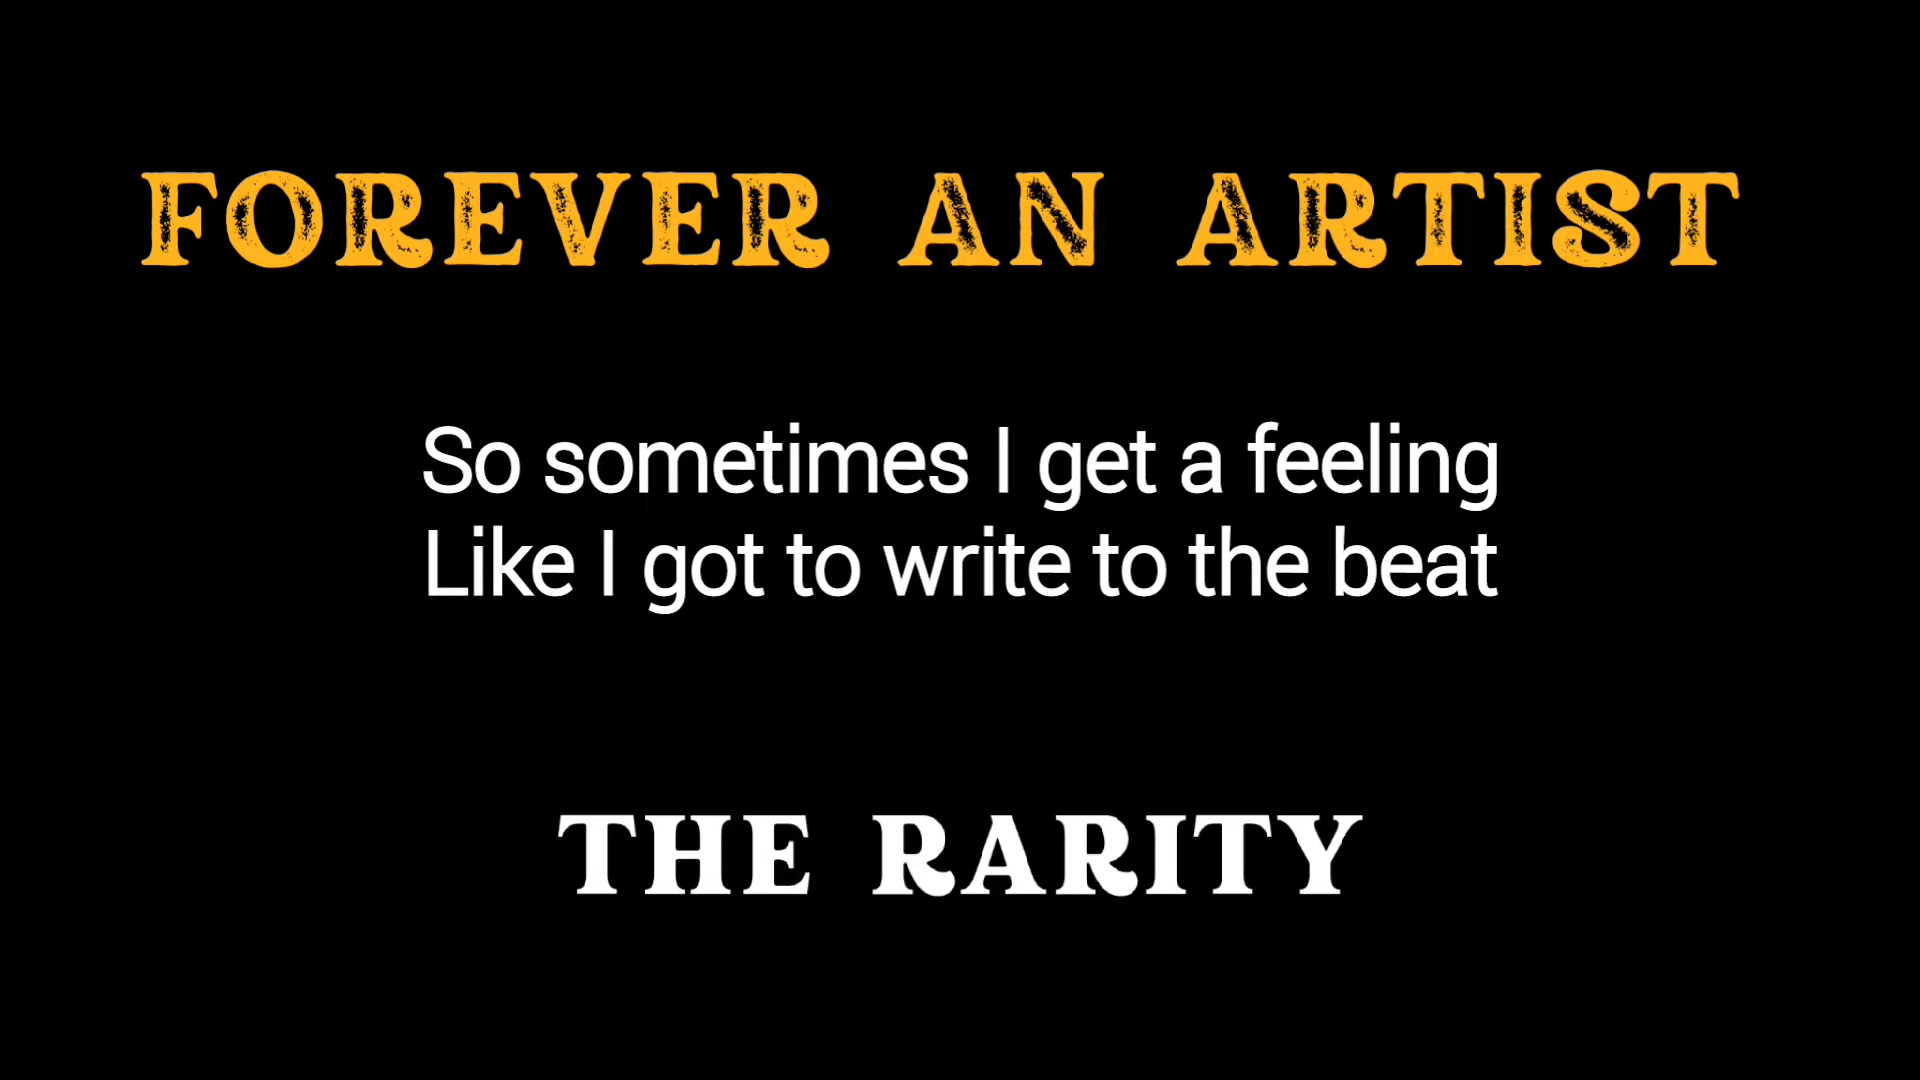 FOREVER AN ARTIST
So sometimes I get a feeling
Like I got to write to the beat
THE RARITY